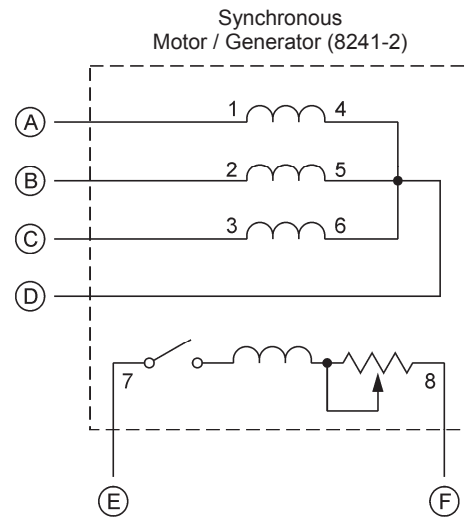 Synchronous
Motor / Generator (8241-2)
A 1 4
B 2 5
C 3 6
D
7 8
E F